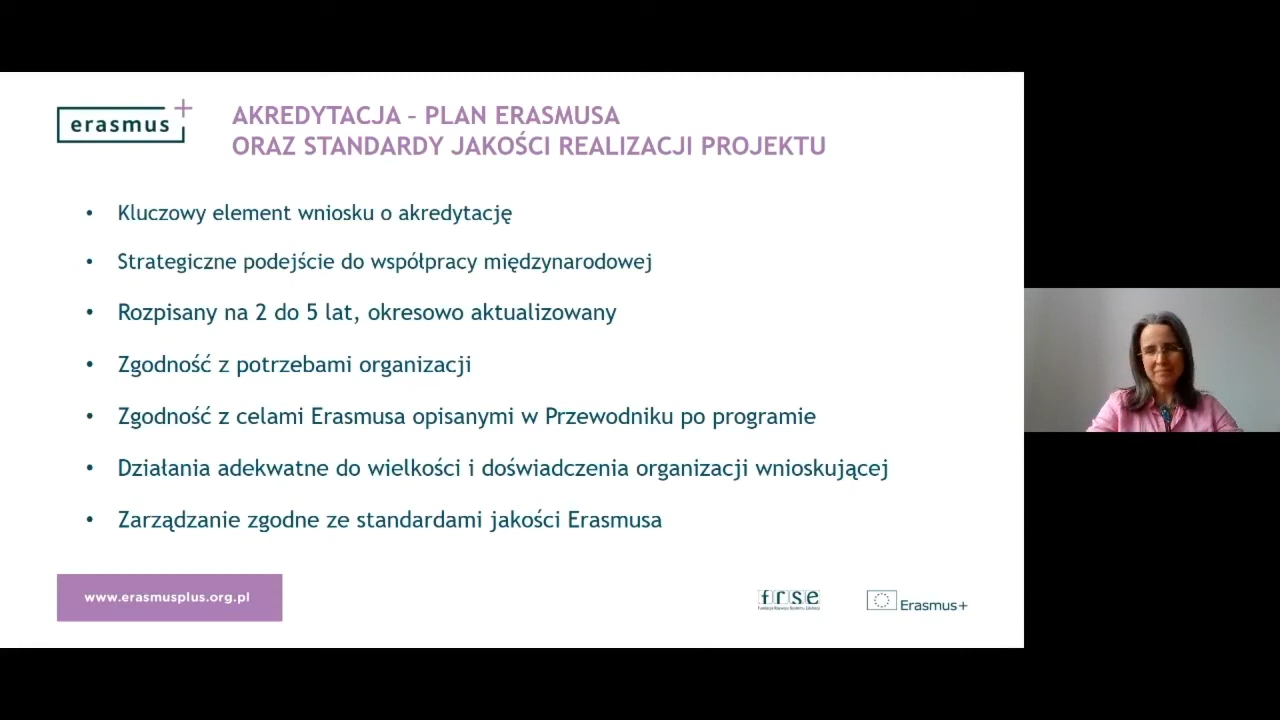 erasmus+
AKREDYTACJA – PLAN ERASMUSA
ORAZ STANDARDY JAKOŚCI REALIZACJI PROJEKTU
• Kluczowy element wniosku o akredytację
• Strategiczne podejście do współpracy międzynarodowej
• Rozpisany na 2 do 5 lat, okresowo aktualizowany
• Zgodność z potrzebami organizacji
• Zgodność z celami Erasmusa opisanymi w Przewodniku po programie
• Działania adekwatne do wielkości i doświadczenia organizacji wnioskującej
• Zarządzanie zgodne ze standardami jakości Erasmusa
www.erasmusplus.org.pl
frse
Fundacja Rozwoju Systemu Edukacji
Erasmus+